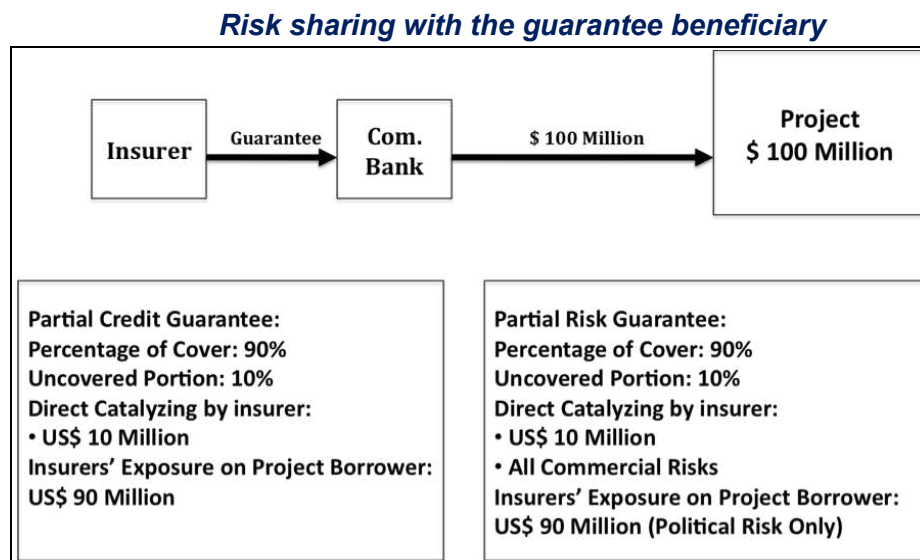 Risk sharing with the guarantee beneficiary
Insurer
Guarantee
Com.
Bank
$ 100 Million
Project
$ 100 Million
Partial Credit Guarantee:
Percentage of Cover: 90%
Uncovered Portion: 10%
Direct Catalyzing by insurer:
• US$ 10 Million
Insurers’ Exposure on Project Borrower:
US$ 90 Million
Partial Risk Guarantee:
Percentage of Cover: 90%
Uncovered Portion: 10%
Direct Catalyzing by insurer:
• US$ 10 Million
• All Commercial Risks
Insurers’ Exposure on Project Borrower:
US$ 90 Million (Political Risk Only)